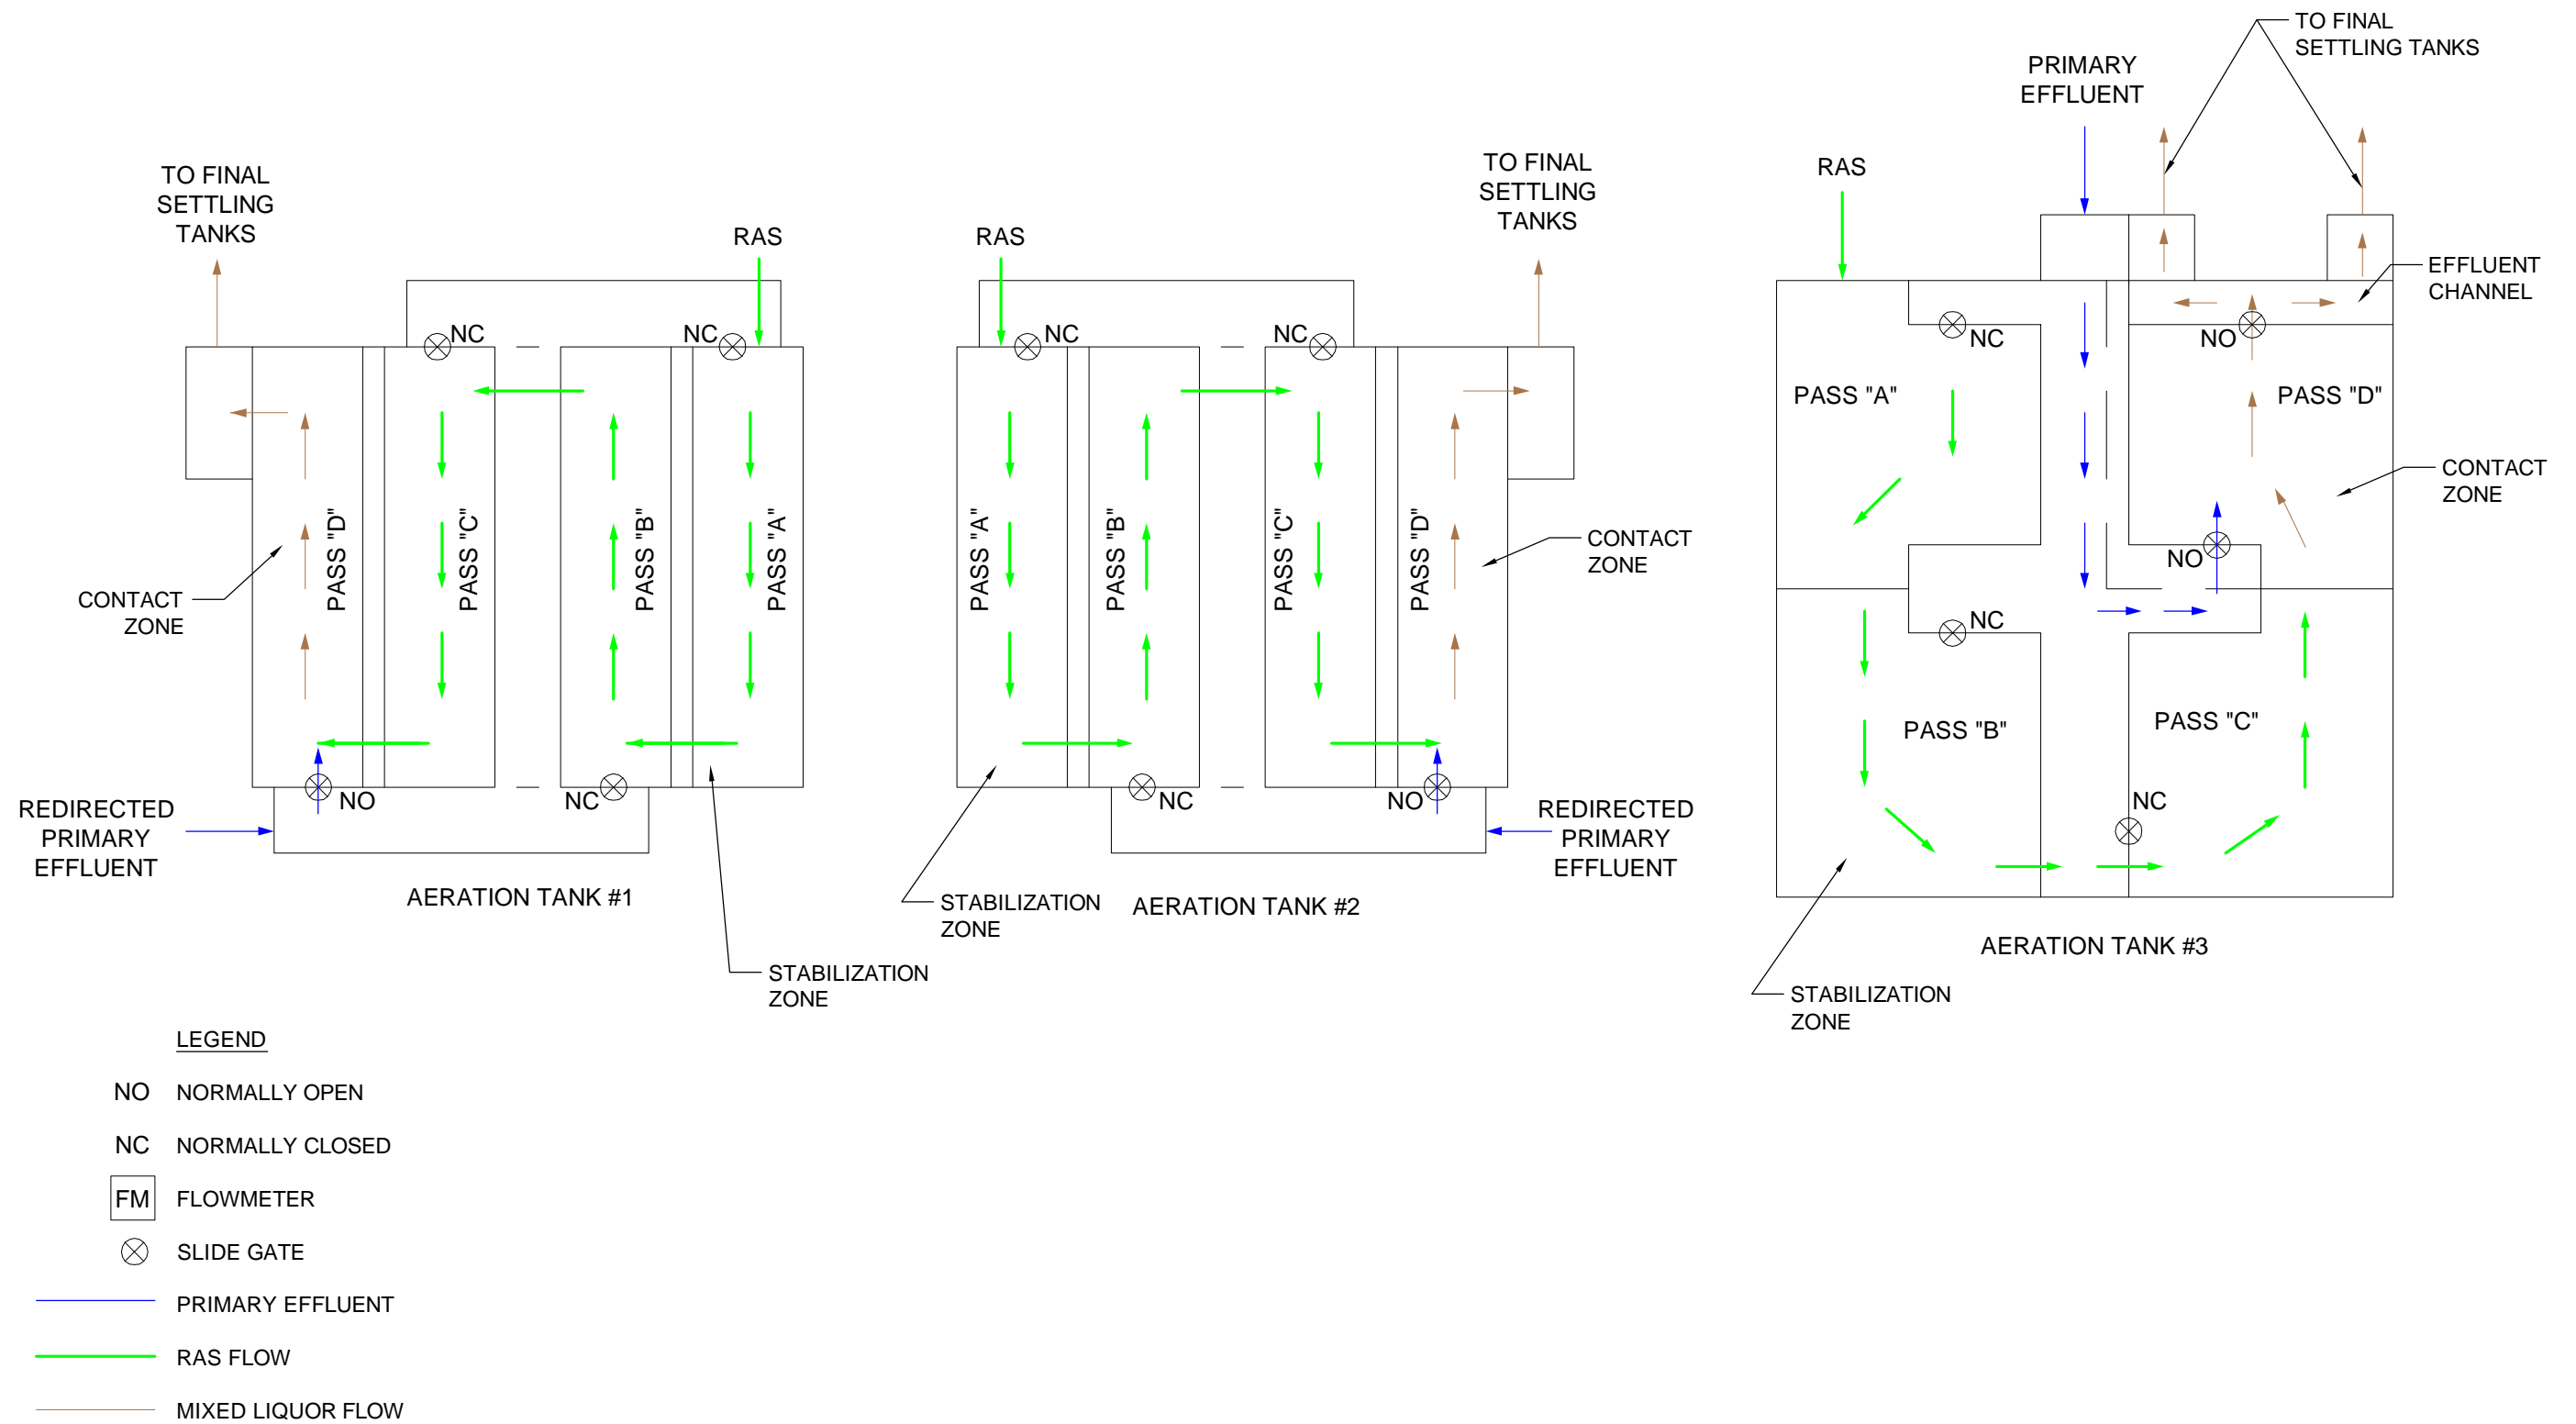 TO FINAL
SETTLING
TANKS
RAS
NC
NC
PASS "D"
PASS "C"
PASS "B"
PASS "A"
CONTACT
ZONE
NO
NC
REDIRECTED
PRIMARY
EFFLUENT
AERATION TANK #1
STABILIZATION
ZONE
RAS
TO FINAL
SETTLING
TANKS
NC
NC
PASS "A"
PASS "B"
PASS "C"
PASS "D"
CONTACT
ZONE
NC
NO
REDIRECTED
PRIMARY
EFFLUENT
STABILIZATION
ZONE
AERATION TANK #2
TO FINAL
SETTLING TANKS
PRIMARY
EFFLUENT
RAS
EFFLUENT
CHANNEL
NC
NO
PASS "A"
PASS "D"
CONTACT
ZONE
NO
NC
PASS "B"
PASS "C"
NC
AERATION TANK #3
STABILIZATION
ZONE
LEGEND
NO NORMALLY OPEN
NC NORMALLY CLOSED
FM FLOWMETER
SLIDE GATE
PRIMARY EFFLUENT
RAS FLOW
MIXED LIQUOR FLOW